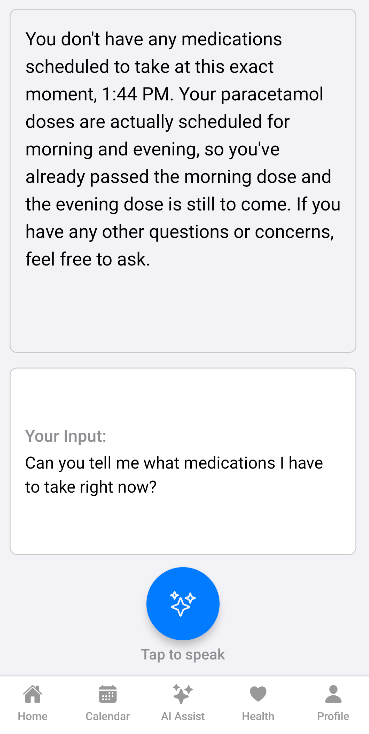 You don't have any medications
scheduled to take at this exact
moment, 1:44 PM. Your paracetamol
doses are actually scheduled for
morning and evening, so you've
already passed the morning dose and
the evening dose is still to come. If you
have any other questions or concerns,
feel free to ask.
Your Input:
Can you tell me what medications I have
to take right now?
Tap to speak
Home
Calendar
AI Assist
Health
Profile